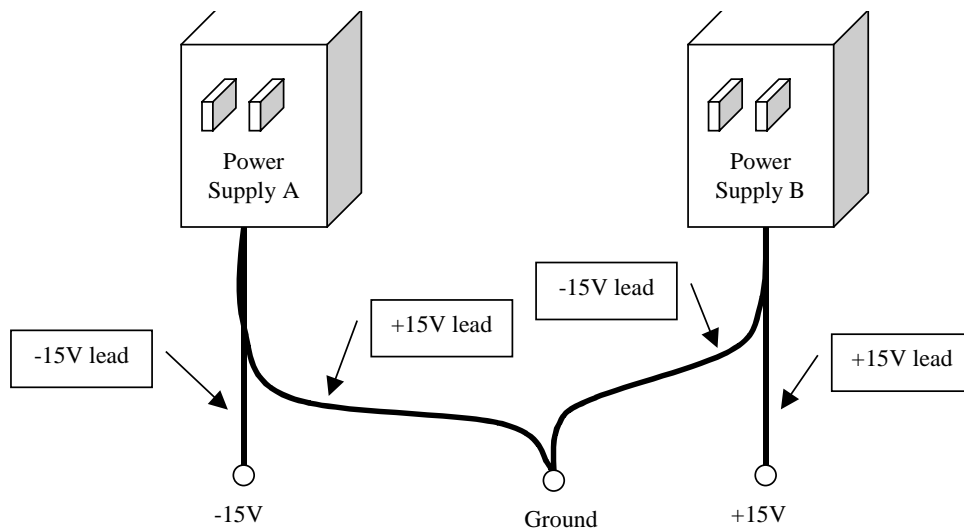 Power
Supply A
Power
Supply B
-15V lead
+15V lead
-15V lead
+15V lead
-15V
Ground
+15V